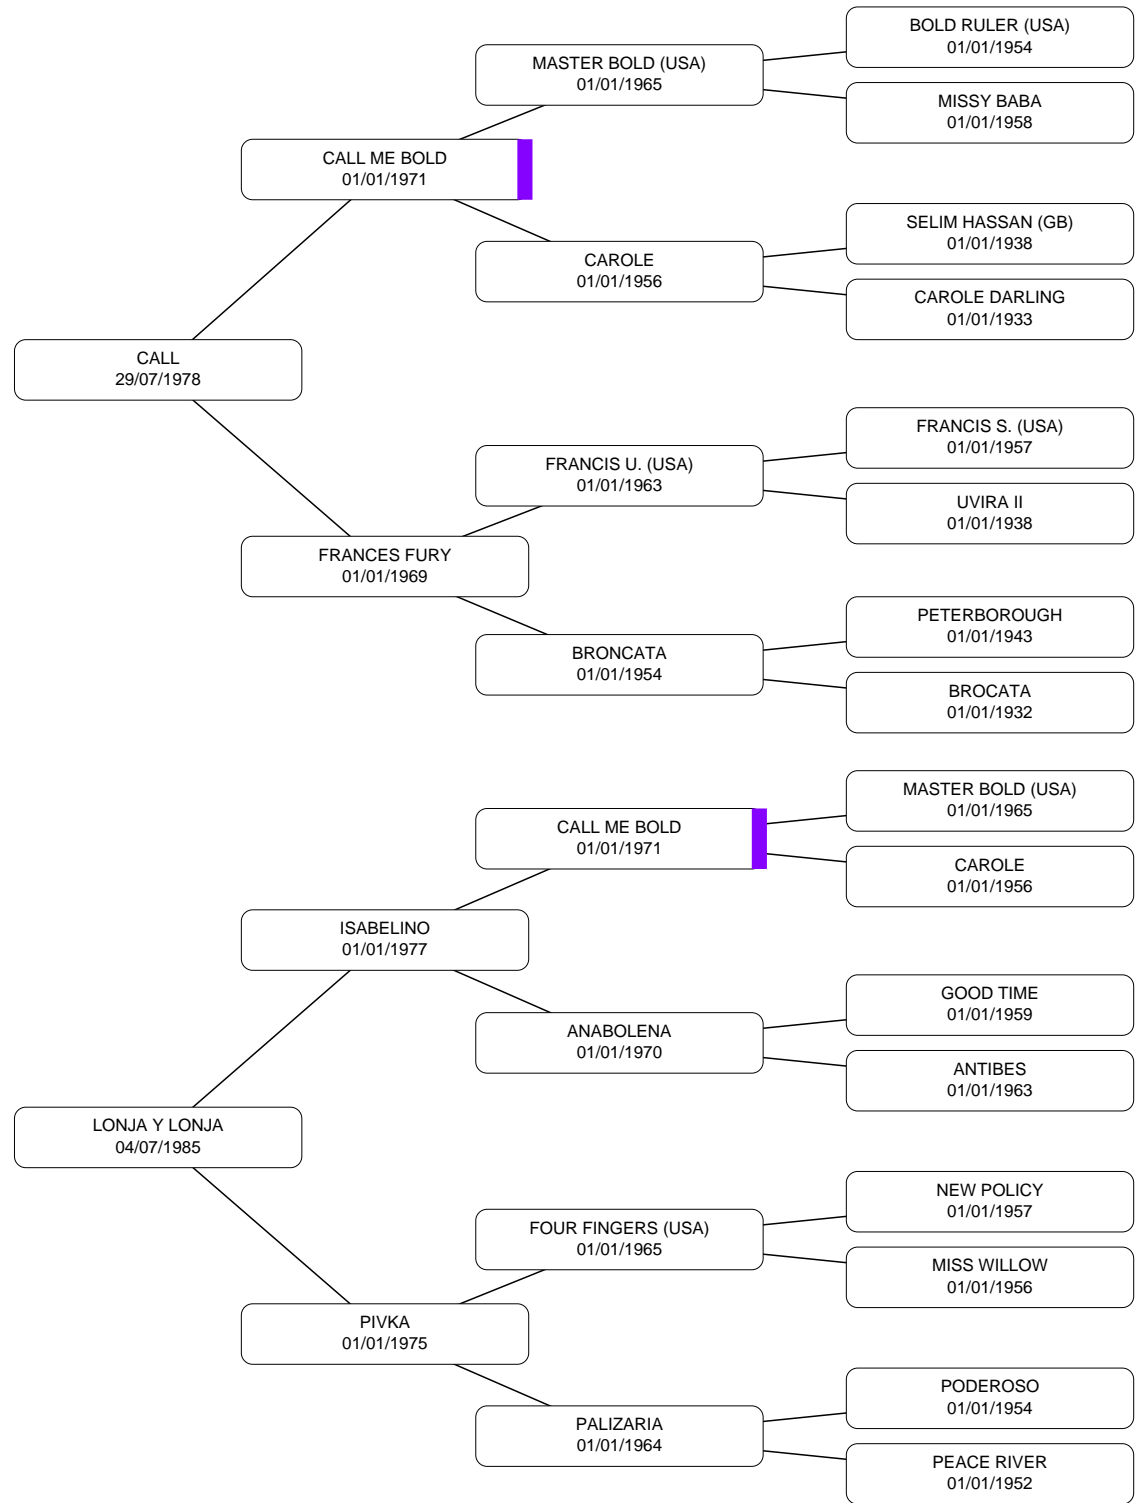 BOLD RULER (USA)
01/01/1954
MASTER BOLD (USA)
01/01/1965
MISSY BABA
01/01/1958
CALL ME BOLD
01/01/1971
SELIM HASSAN (GB)
01/01/1938
CAROLE
01/01/1956
CAROLE DARLING
01/01/1933
CALL
29/07/1978
FRANCIS S. (USA)
01/01/1957
FRANCIS U. (USA)
01/01/1963
UVIRA II
01/01/1938
FRANCES FURY
01/01/1969
PETERBOROUGH
01/01/1943
BRONCATA
01/01/1954
BROCATA
01/01/1932
MASTER BOLD (USA)
01/01/1965
CALL ME BOLD
01/01/1971
CAROLE
01/01/1956
ISABELINO
01/01/1977
GOOD TIME
01/01/1959
ANABOLENA
01/01/1970
ANTIBES
01/01/1963
LONJA Y LONJA
04/07/1985
NEW POLICY
01/01/1957
FOUR FINGERS (USA)
01/01/1965
MISS WILLOW
01/01/1956
PIVKA
01/01/1975
PODEROSO
01/01/1954
PALIZARIA
01/01/1964
PEACE RIVER
01/01/1952